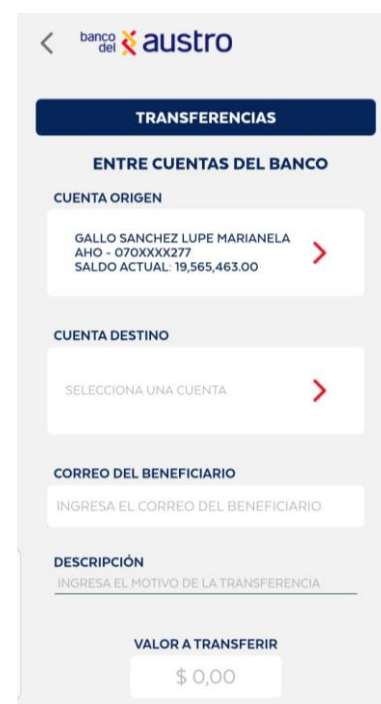 banco del austro
TRANSFERENCIAS
ENTRE CUENTAS DEL BANCO
CUENTA ORIGEN
GALLO SANCHEZ LUPE MARIANELA
AHO - 070XXXX277
SALDO ACTUAL: 19,565,463.00
CUENTA DESTINO
SELECCIONA UNA CUENTA
CORREO DEL BENEFICIARIO
INGRESA EL CORREO DEL BENEFICIARIO
DESCRIPCIÓN
INGRESA EL MOTIVO DE LA TRANSFERENCIA
VALOR A TRANSFERIR
$ 0,00